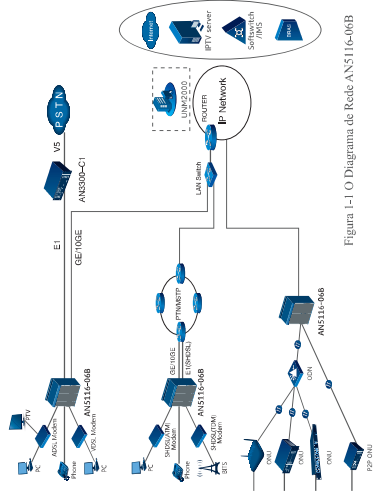 Internet
IPTV server
Softswitch
/IMS
BRAS
UNM2000
ROUTER
IP Network
LAN Switch
PSTN
V5
AN3300-C1
E1
GE/10GE
PTN/MSTP
GE/10GE
E1(SHDSL)
IPTV
ADSL Modem
PC
AN5116-06B
VDSL Modem
Phone
PC
PC
SHDSL(ATM)
Modem
AN5116-06B
SHDSL(TDM)
Modem
Phone
BTS
AN5116-06B
ODN
ONU
ONU
ONU
P2P ONU
Figura 1-1 O Diagrama de Rede AN5116-06B